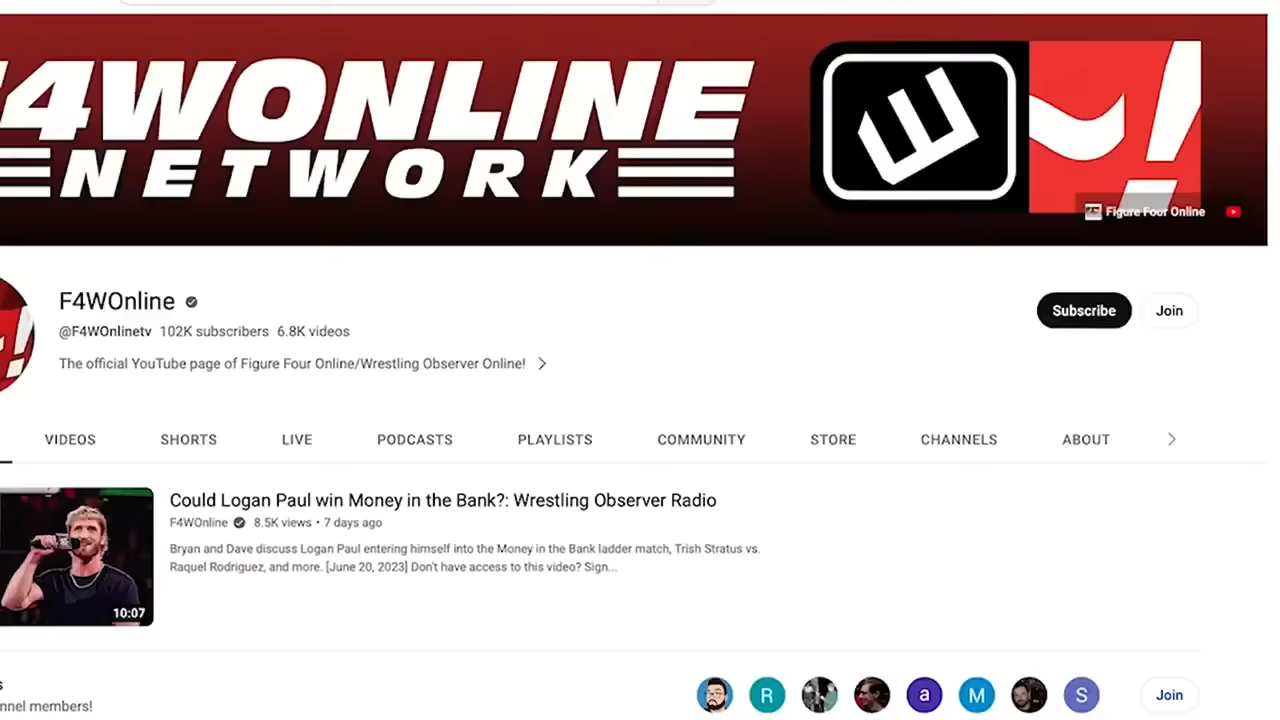 F4WONLINE
NETWORK
Figure Four Online
F4WOnline
@F4WOnlinetv 102K subscribers 6.8K videos
The official YouTube page of Figure Four Online/Wrestling Observer Online!
Subscribe
Join
VIDEOS SHORTS LIVE PODCASTS PLAYLISTS COMMUNITY STORE CHANNELS ABOUT
Could Logan Paul win Money in the Bank?: Wrestling Observer Radio
F4WOnline 8.5K views • 7 days ago
Bryan and Dave discuss Logan Paul entering himself into the Money in the Bank ladder match, Trish Stratus vs.
Raquel Rodriguez, and more. [June 20, 2023] Don't have access to this video? Sign...
10:07
s
R a M S
Join
nnel members!